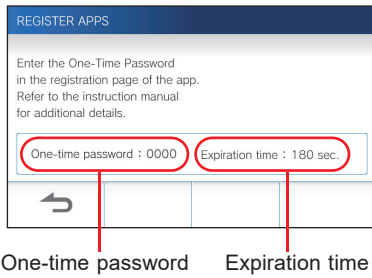 REGISTER APPS
Enter the One-Time Password
in the registration page of the app.
Refer to the instruction manual
for additional details.
One-time password : 0000 Expiration time : 180 sec.
One-time password Expiration time